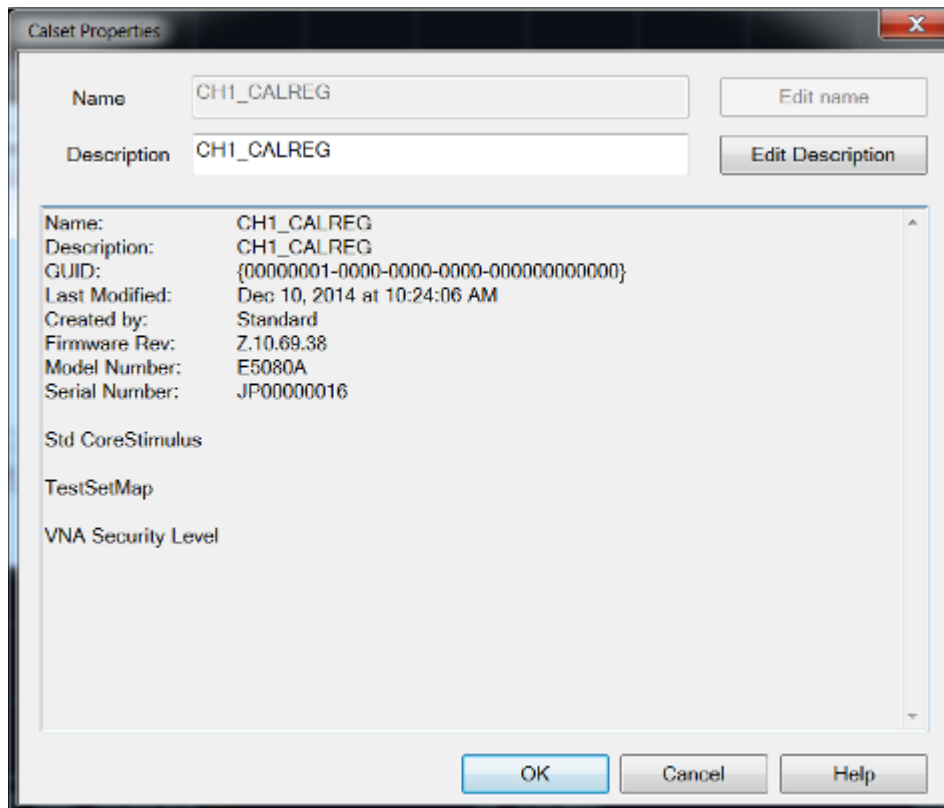 Calset Properties
Name CH1_CALREG Edit name
Description CH1_CALREG Edit Description
Name: CH1_CALREG
Description: CH1_CALREG
GUID: {00000001-0000-0000-0000-000000000000}
Last Modified: Dec 10, 2014 at 10:24:06 AM
Created by: Standard
Firmware Rev: Z.10.69.38
Model Number: E5080A
Serial Number: JP00000016
Std CoreStimulus
TestSetMap
VNA Security Level
OK Cancel Help